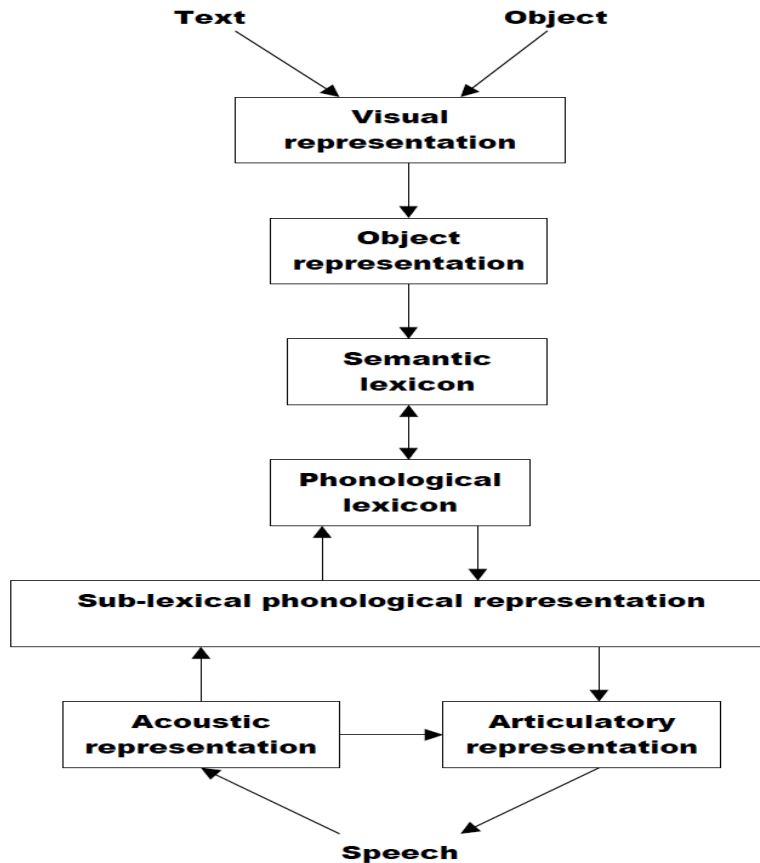 Text
Object
Visual
representation
Object
representation
Semantic
lexicon
Phonological
lexicon
Sub-lexical phonological representation
Acoustic
representation
Articulatory
representation
Speech